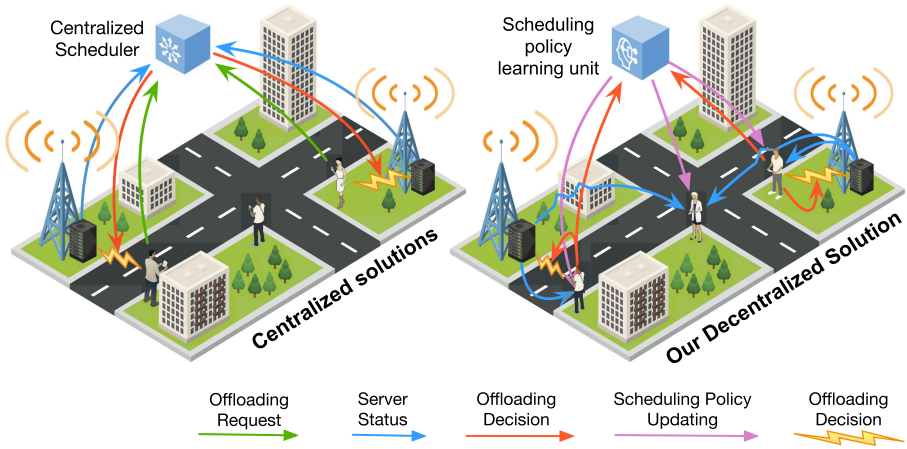 Centralized
Scheduler
Scheduling
policy
learning unit
Centralized solutions
Our Decentralized Solution
Offloading
Request
Server
Status
Offloading
Decision
Scheduling Policy
Updating
Offloading
Decision